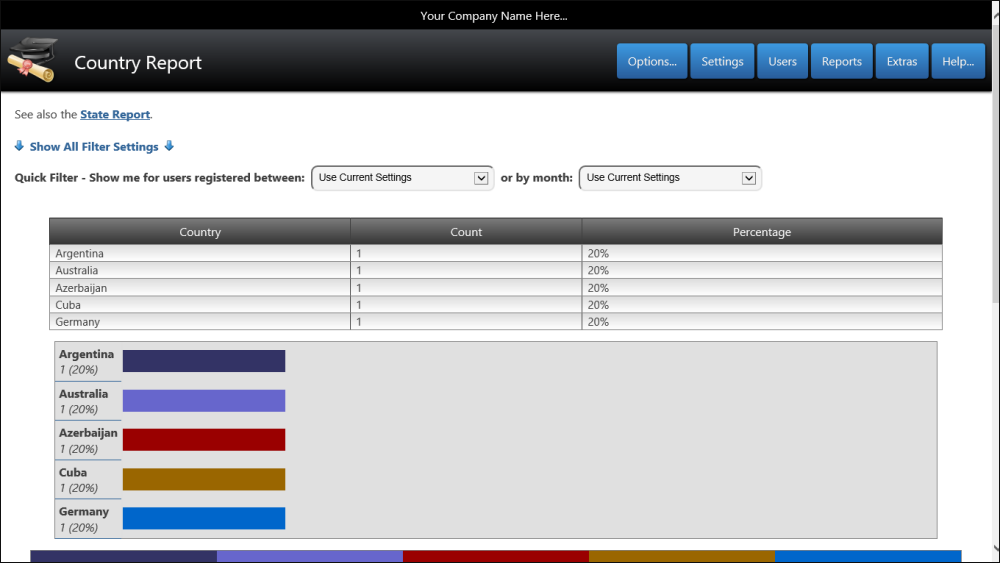 Your Company Name Here...
Country Report
Options... Settings Users Reports Extras Help...
See also the State Report.
Show All Filter Settings
Quick Filter - Show me for users registered between: Use Current Settings or by month: Use Current Settings
Country Count Percentage
Argentina 1 20%
Australia 1 20%
Azerbaijan 1 20%
Cuba 1 20%
Germany 1 20%
Argentina
1 (20%)
Australia
1 (20%)
Azerbaijan
1 (20%)
Cuba
1 (20%)
Germany
1 (20%)